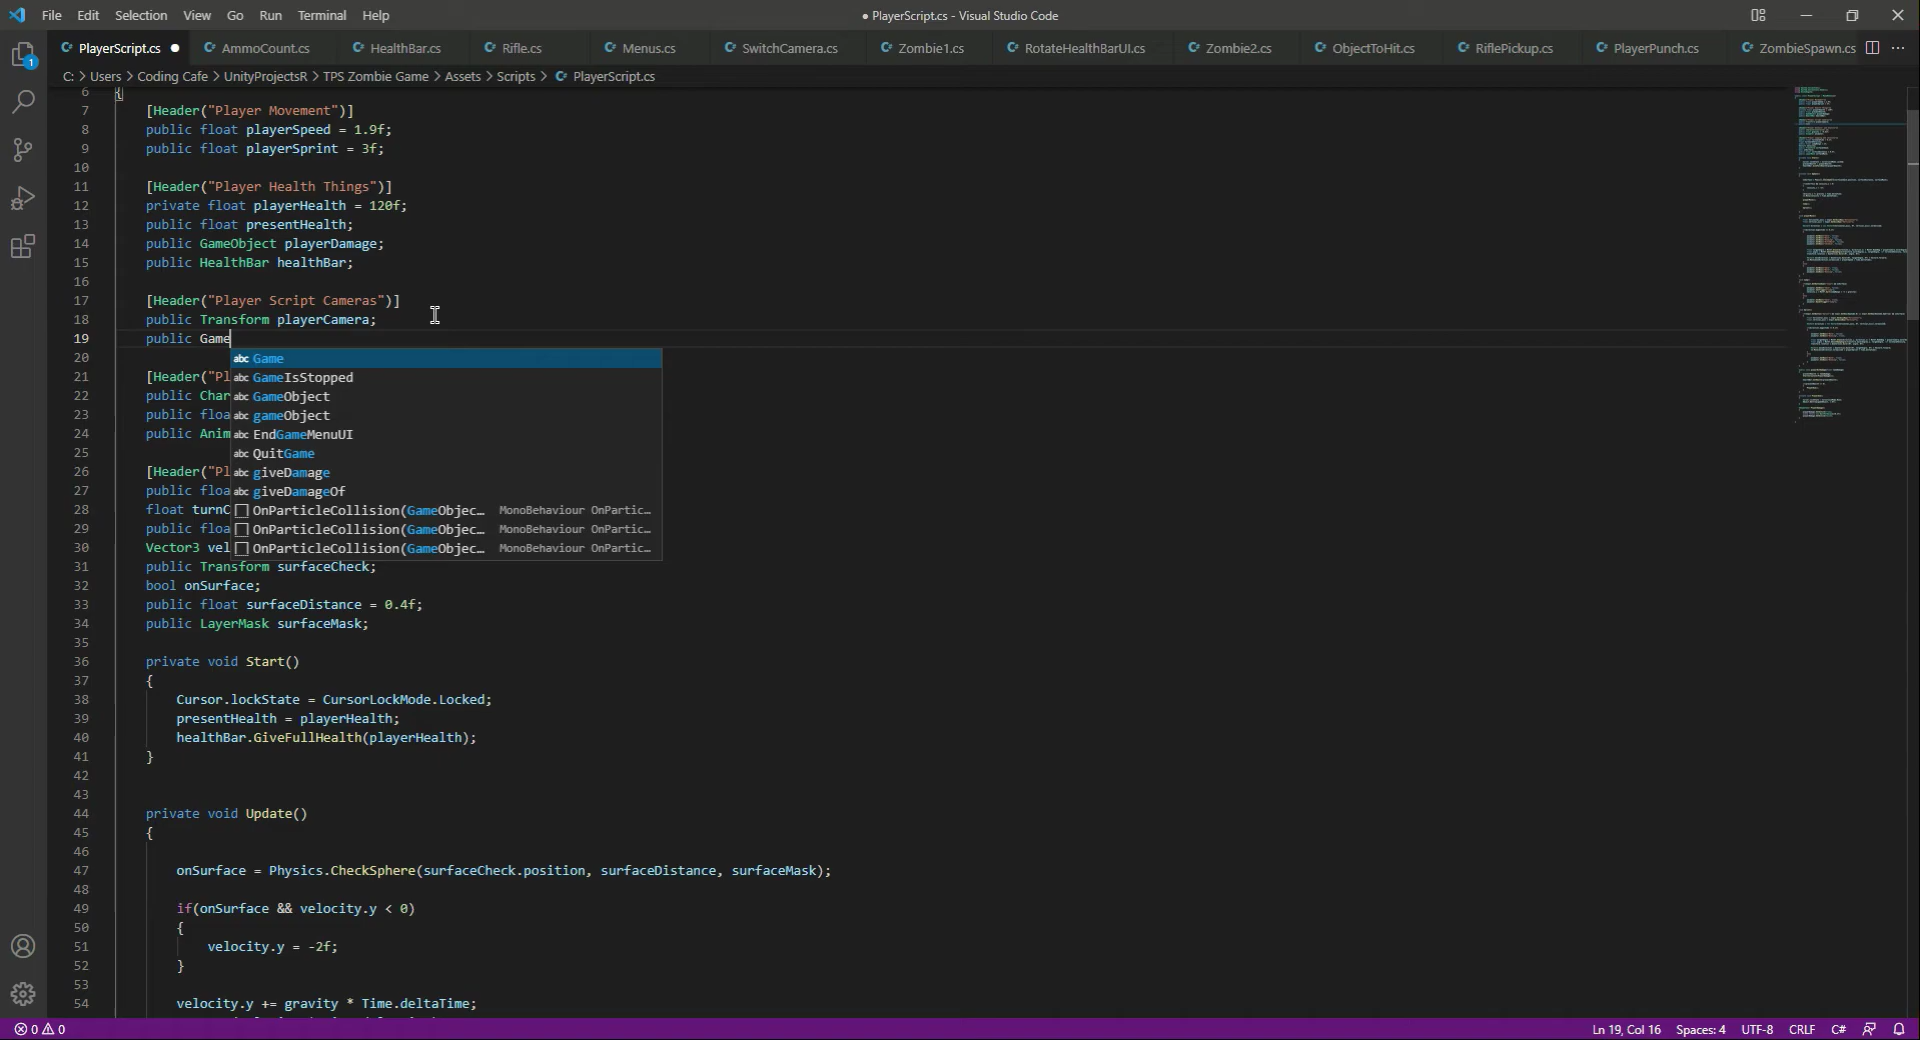 File Edit Selection View Go Run Terminal Help
● PlayerScript.cs - Visual Studio Code
PlayerScript.cs ● AmmoCount.cs HealthBar.cs Rifle.cs Menus.cs SwitchCamera.cs Zombie1.cs RotateHealthBarUI.cs Zombie2.cs ObjectToHit.cs RiflePickup.cs PlayerPunch.cs ZombieSpawn.cs
C: > Users > Coding Cafe > UnityProjectsR > TPS Zombie Game > Assets > Scripts > PlayerScript.cs
1
6 {
7 [Header("Player Movement")]
8 public float playerSpeed = 1.9f;
9 public float playerSprint = 3f;
10
11 [Header("Player Health Things")]
12 private float playerHealth = 120f;
13 public float presentHealth;
14 public GameObject playerDamage;
15 public HealthBar healthBar;
16
17 [Header("Player Script Cameras")]
18 public Transform playerCamera;
19 public Game
20 abc Game
21 [Header("Pl abc GameIsStopped
22 public Char abc GameObject
23 public floa abc gameObject
24 public Anim abc EndGameMenuUI
25 abc QuitGame
26 [Header("Pl abc giveDamage
27 public floa abc giveDamageOf
28 float turnC OnParticleCollision(GameObjec… MonoBehaviour OnPartic…
29 public floa OnParticleCollision(GameObjec… MonoBehaviour OnPartic…
30 Vector3 vel OnParticleCollision(GameObjec… MonoBehaviour OnPartic…
31 public Transform surfaceCheck;
32 bool onSurface;
33 public float surfaceDistance = 0.4f;
34 public LayerMask surfaceMask;
35
36 private void Start()
37 {
38 Cursor.lockState = CursorLockMode.Locked;
39 presentHealth = playerHealth;
40 healthBar.GiveFullHealth(playerHealth);
41 }
42
43
44 private void Update()
45 {
46
47 onSurface = Physics.CheckSphere(surfaceCheck.position, surfaceDistance, surfaceMask);
48
49 if(onSurface && velocity.y < 0)
50 {
51 velocity.y = -2f;
52 }
53
54 velocity.y += gravity * Time.deltaTime;
0 0 Ln 19, Col 16 Spaces: 4 UTF-8 CRLF C#